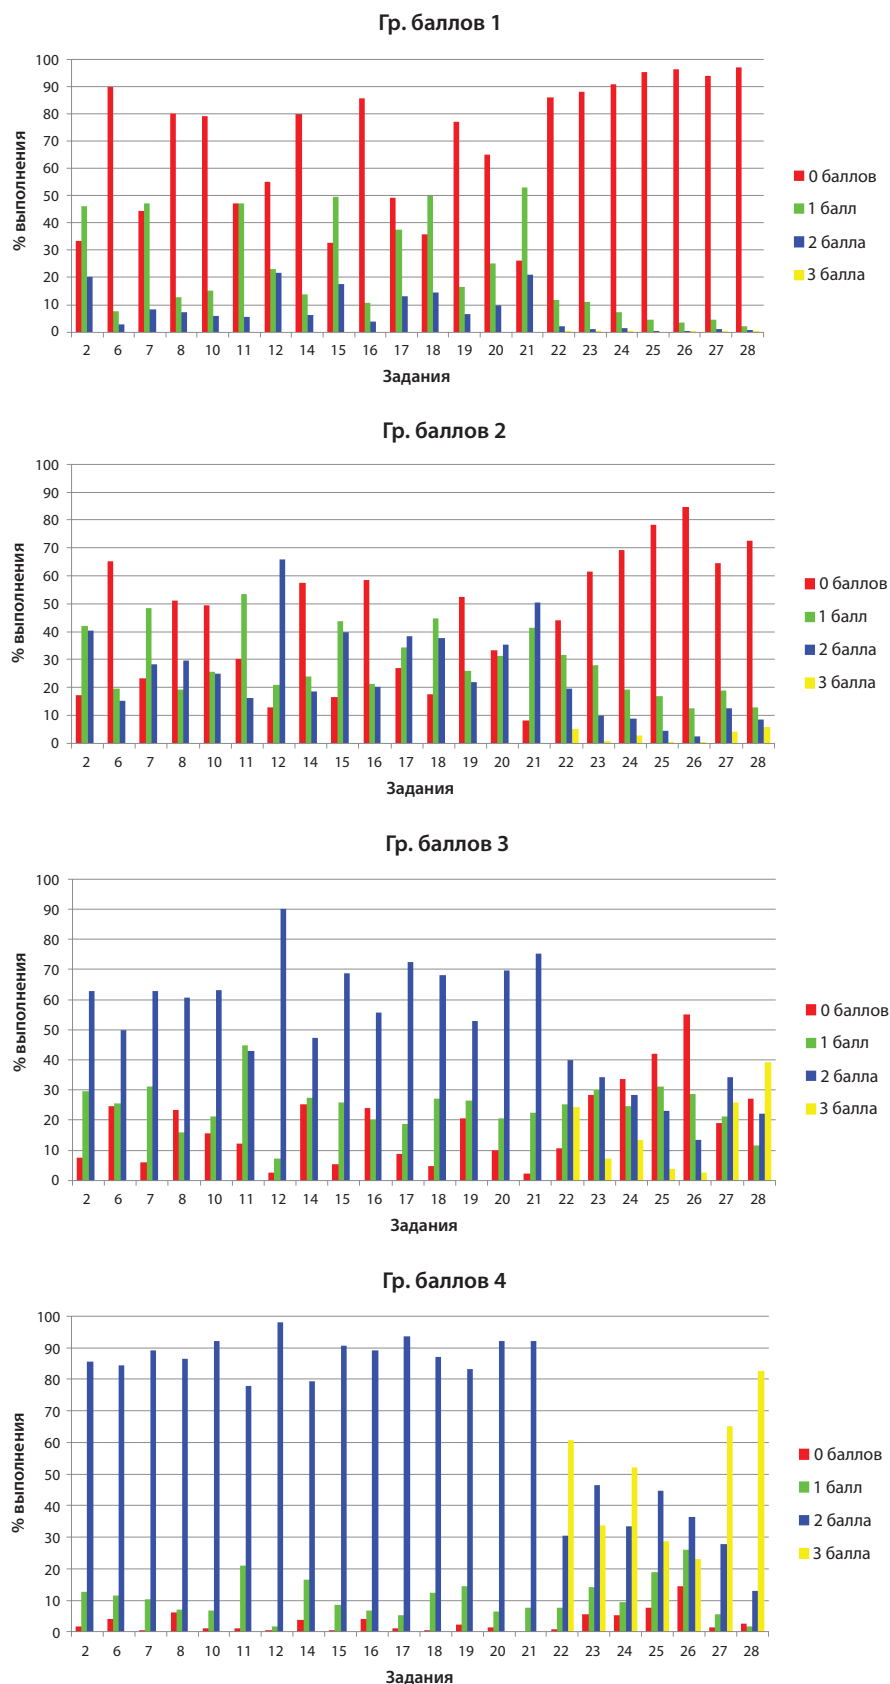 Гр. баллов 1
100
90
80
70
60
50
40
30
20
10
0
% выполнения
2 6 7 8 10 11 12 14 15 16 17 18 19 20 21 22 23 24 25 26 27 28
Задания
0 баллов
1 балл
2 балла
3 балла
Гр. баллов 2
100
90
80
70
60
50
40
30
20
10
0
% выполнения
2 6 7 8 10 11 12 14 15 16 17 18 19 20 21 22 23 24 25 26 27 28
Задания
0 баллов
1 балл
2 балла
3 балла
Гр. баллов 3
100
90
80
70
60
50
40
30
20
10
0
% выполнения
2 6 7 8 10 11 12 14 15 16 17 18 19 20 21 22 23 24 25 26 27 28
Задания
0 баллов
1 балл
2 балла
3 балла
Гр. баллов 4
100
90
80
70
60
50
40
30
20
10
0
% выполнения
2 6 7 8 10 11 12 14 15 16 17 18 19 20 21 22 23 24 25 26 27 28
Задания
0 баллов
1 балл
2 балла
3 балла